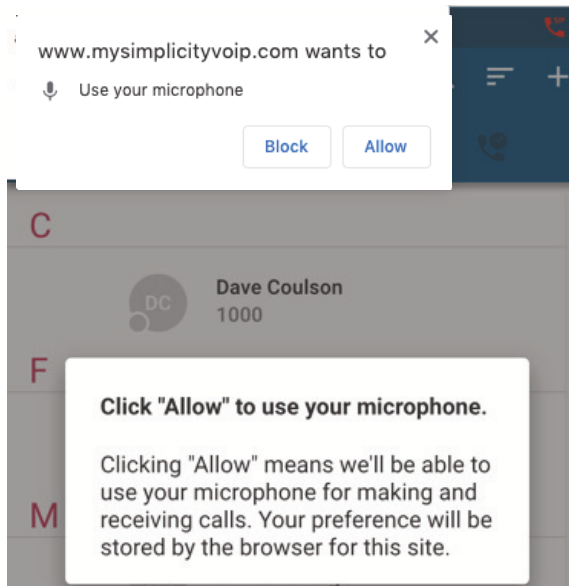 www.mysimplicityvoip.com wants to
Use your microphone
Block Allow
C
DC
Dave Coulson
1000
F
Click "Allow" to use your microphone.
Clicking "Allow" means we'll be able to
use your microphone for making and
M
receiving calls. Your preference will be
stored by the browser for this site.